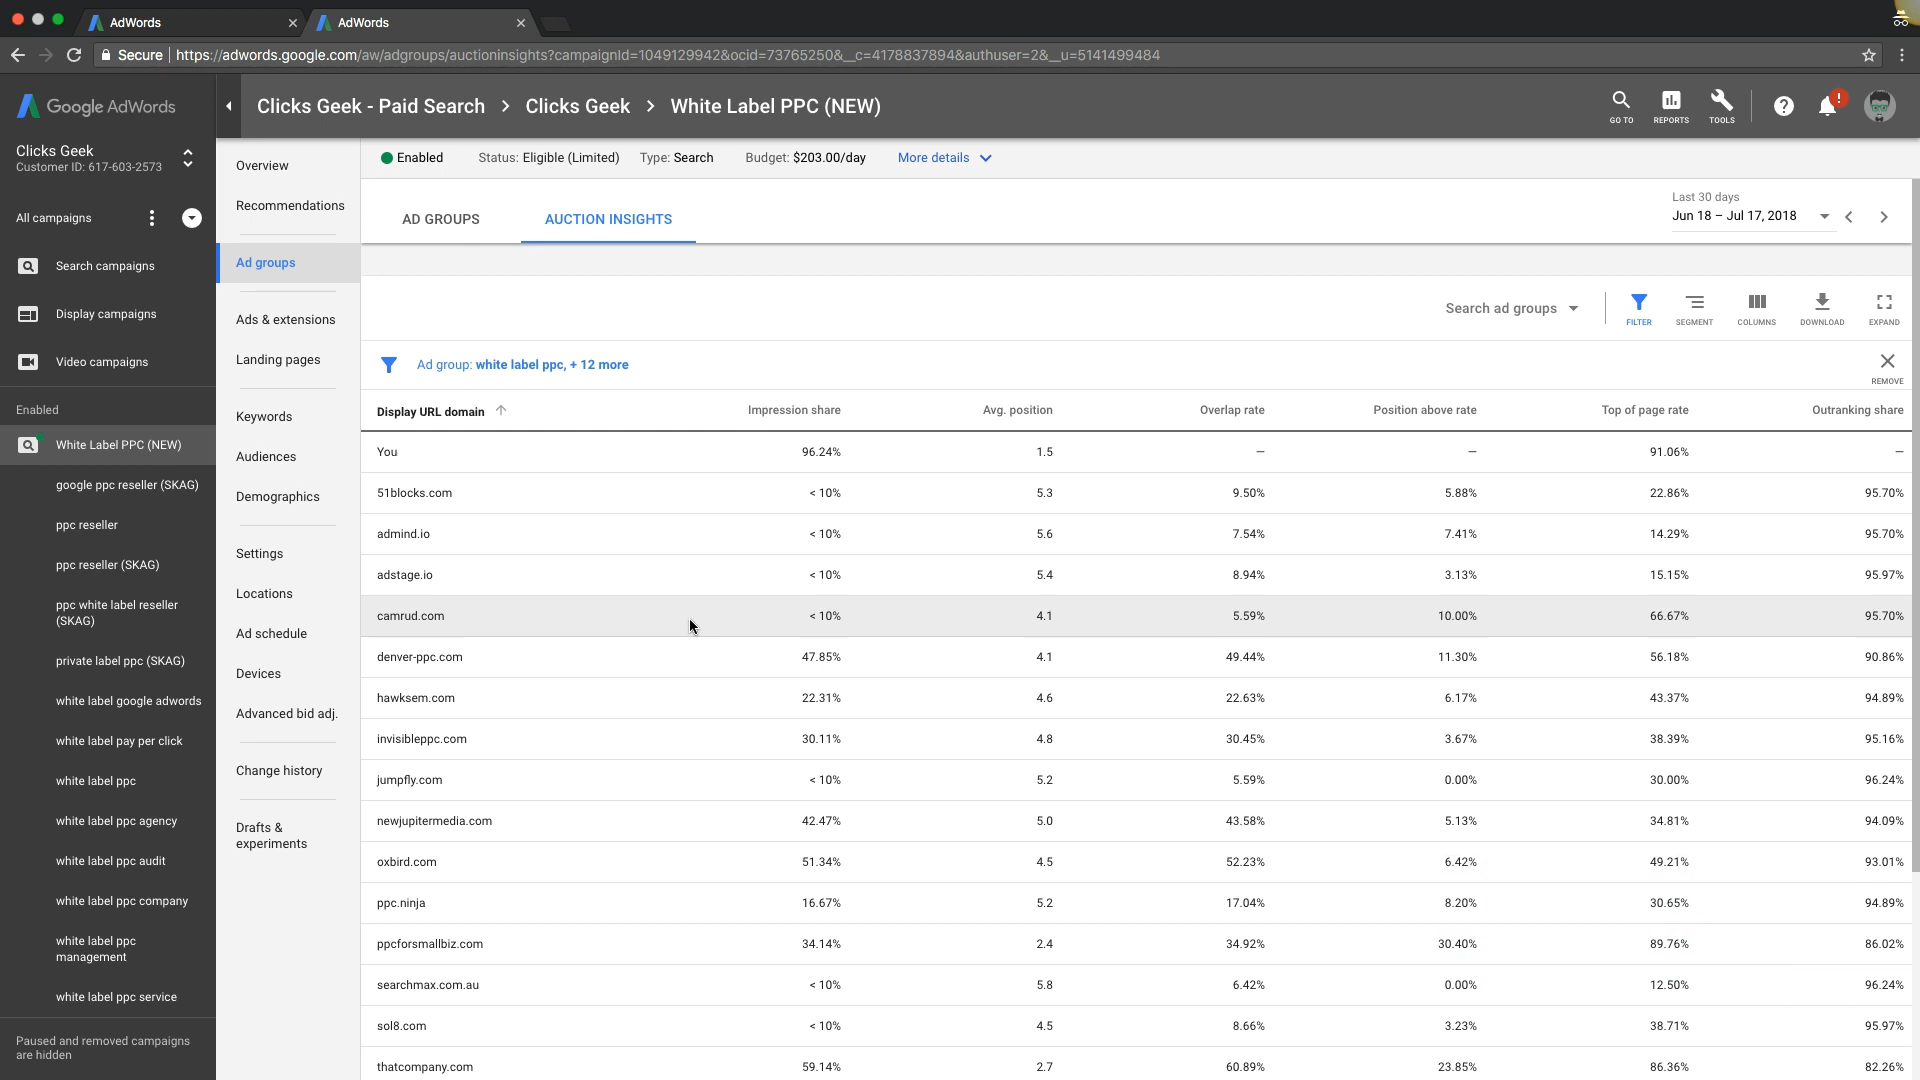 AdWords
AdWords
Secure | https://adwords.google.com/aw/adgroups/auctioninsights?campaignId=1049129942&ocid=73765250&__c=4178837894&authuser=2&__u=5141499484
Google AdWords
Clicks Geek - Paid Search > Clicks Geek > White Label PPC (NEW)
GO TO
REPORTS
TOOLS
?
!
Clicks Geek
Customer ID: 617-603-2573
All campaigns
Search campaigns
Display campaigns
Video campaigns
Enabled
White Label PPC (NEW)
google ppc reseller (SKAG)
ppc reseller
ppc reseller (SKAG)
ppc white label reseller
(SKAG)
private label ppc (SKAG)
white label google adwords
white label pay per click
white label ppc
white label ppc agency
white label ppc audit
white label ppc company
white label ppc
management
white label ppc service
Paused and removed campaigns
are hidden
Overview
Recommendations
Ad groups
Ads & extensions
Landing pages
Keywords
Audiences
Demographics
Settings
Locations
Ad schedule
Devices
Advanced bid adj.
Change history
Drafts &
experiments
Enabled Status: Eligible (Limited) Type: Search Budget: $203.00/day More details
AD GROUPS AUCTION INSIGHTS
Last 30 days
Jun 18 – Jul 17, 2018
Search ad groups
FILTER
SEGMENT
COLUMNS
DOWNLOAD
EXPAND
Ad group: white label ppc, + 12 more
REMOVE
Display URL domain Impression share Avg. position Overlap rate Position above rate Top of page rate Outranking share
You 96.24% 1.5 — — 91.06% —
51blocks.com < 10% 5.3 9.50% 5.88% 22.86% 95.70%
admind.io < 10% 5.6 7.54% 7.41% 14.29% 95.70%
adstage.io < 10% 5.4 8.94% 3.13% 15.15% 95.97%
camrud.com < 10% 4.1 5.59% 10.00% 66.67% 95.70%
denver-ppc.com 47.85% 4.1 49.44% 11.30% 56.18% 90.86%
hawksem.com 22.31% 4.6 22.63% 6.17% 43.37% 94.89%
invisibleppc.com 30.11% 4.8 30.45% 3.67% 38.39% 95.16%
jumpfly.com < 10% 5.2 5.59% 0.00% 30.00% 96.24%
newjupitermedia.com 42.47% 5.0 43.58% 5.13% 34.81% 94.09%
oxbird.com 51.34% 4.5 52.23% 6.42% 49.21% 93.01%
ppc.ninja 16.67% 5.2 17.04% 8.20% 30.65% 94.89%
ppcforsmallbiz.com 34.14% 2.4 34.92% 30.40% 89.76% 86.02%
searchmax.com.au < 10% 5.8 6.42% 0.00% 12.50% 96.24%
sol8.com < 10% 4.5 8.66% 3.23% 38.71% 95.97%
thatcompany.com 59.14% 2.7 60.89% 23.85% 86.36% 82.26%